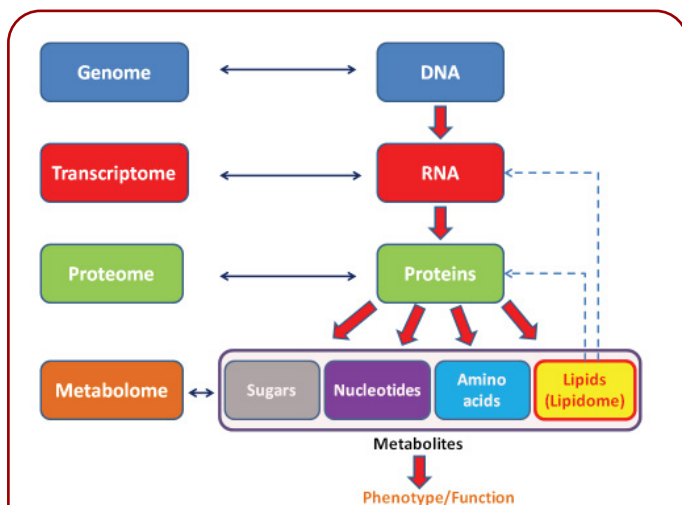 Genome
DNA
Transcriptome
RNA
Proteome
Proteins
Metabolome
Sugars
Nucleotides
Amino
acids
Lipids
(Lipidome)
Metabolites
Phenotype/Function